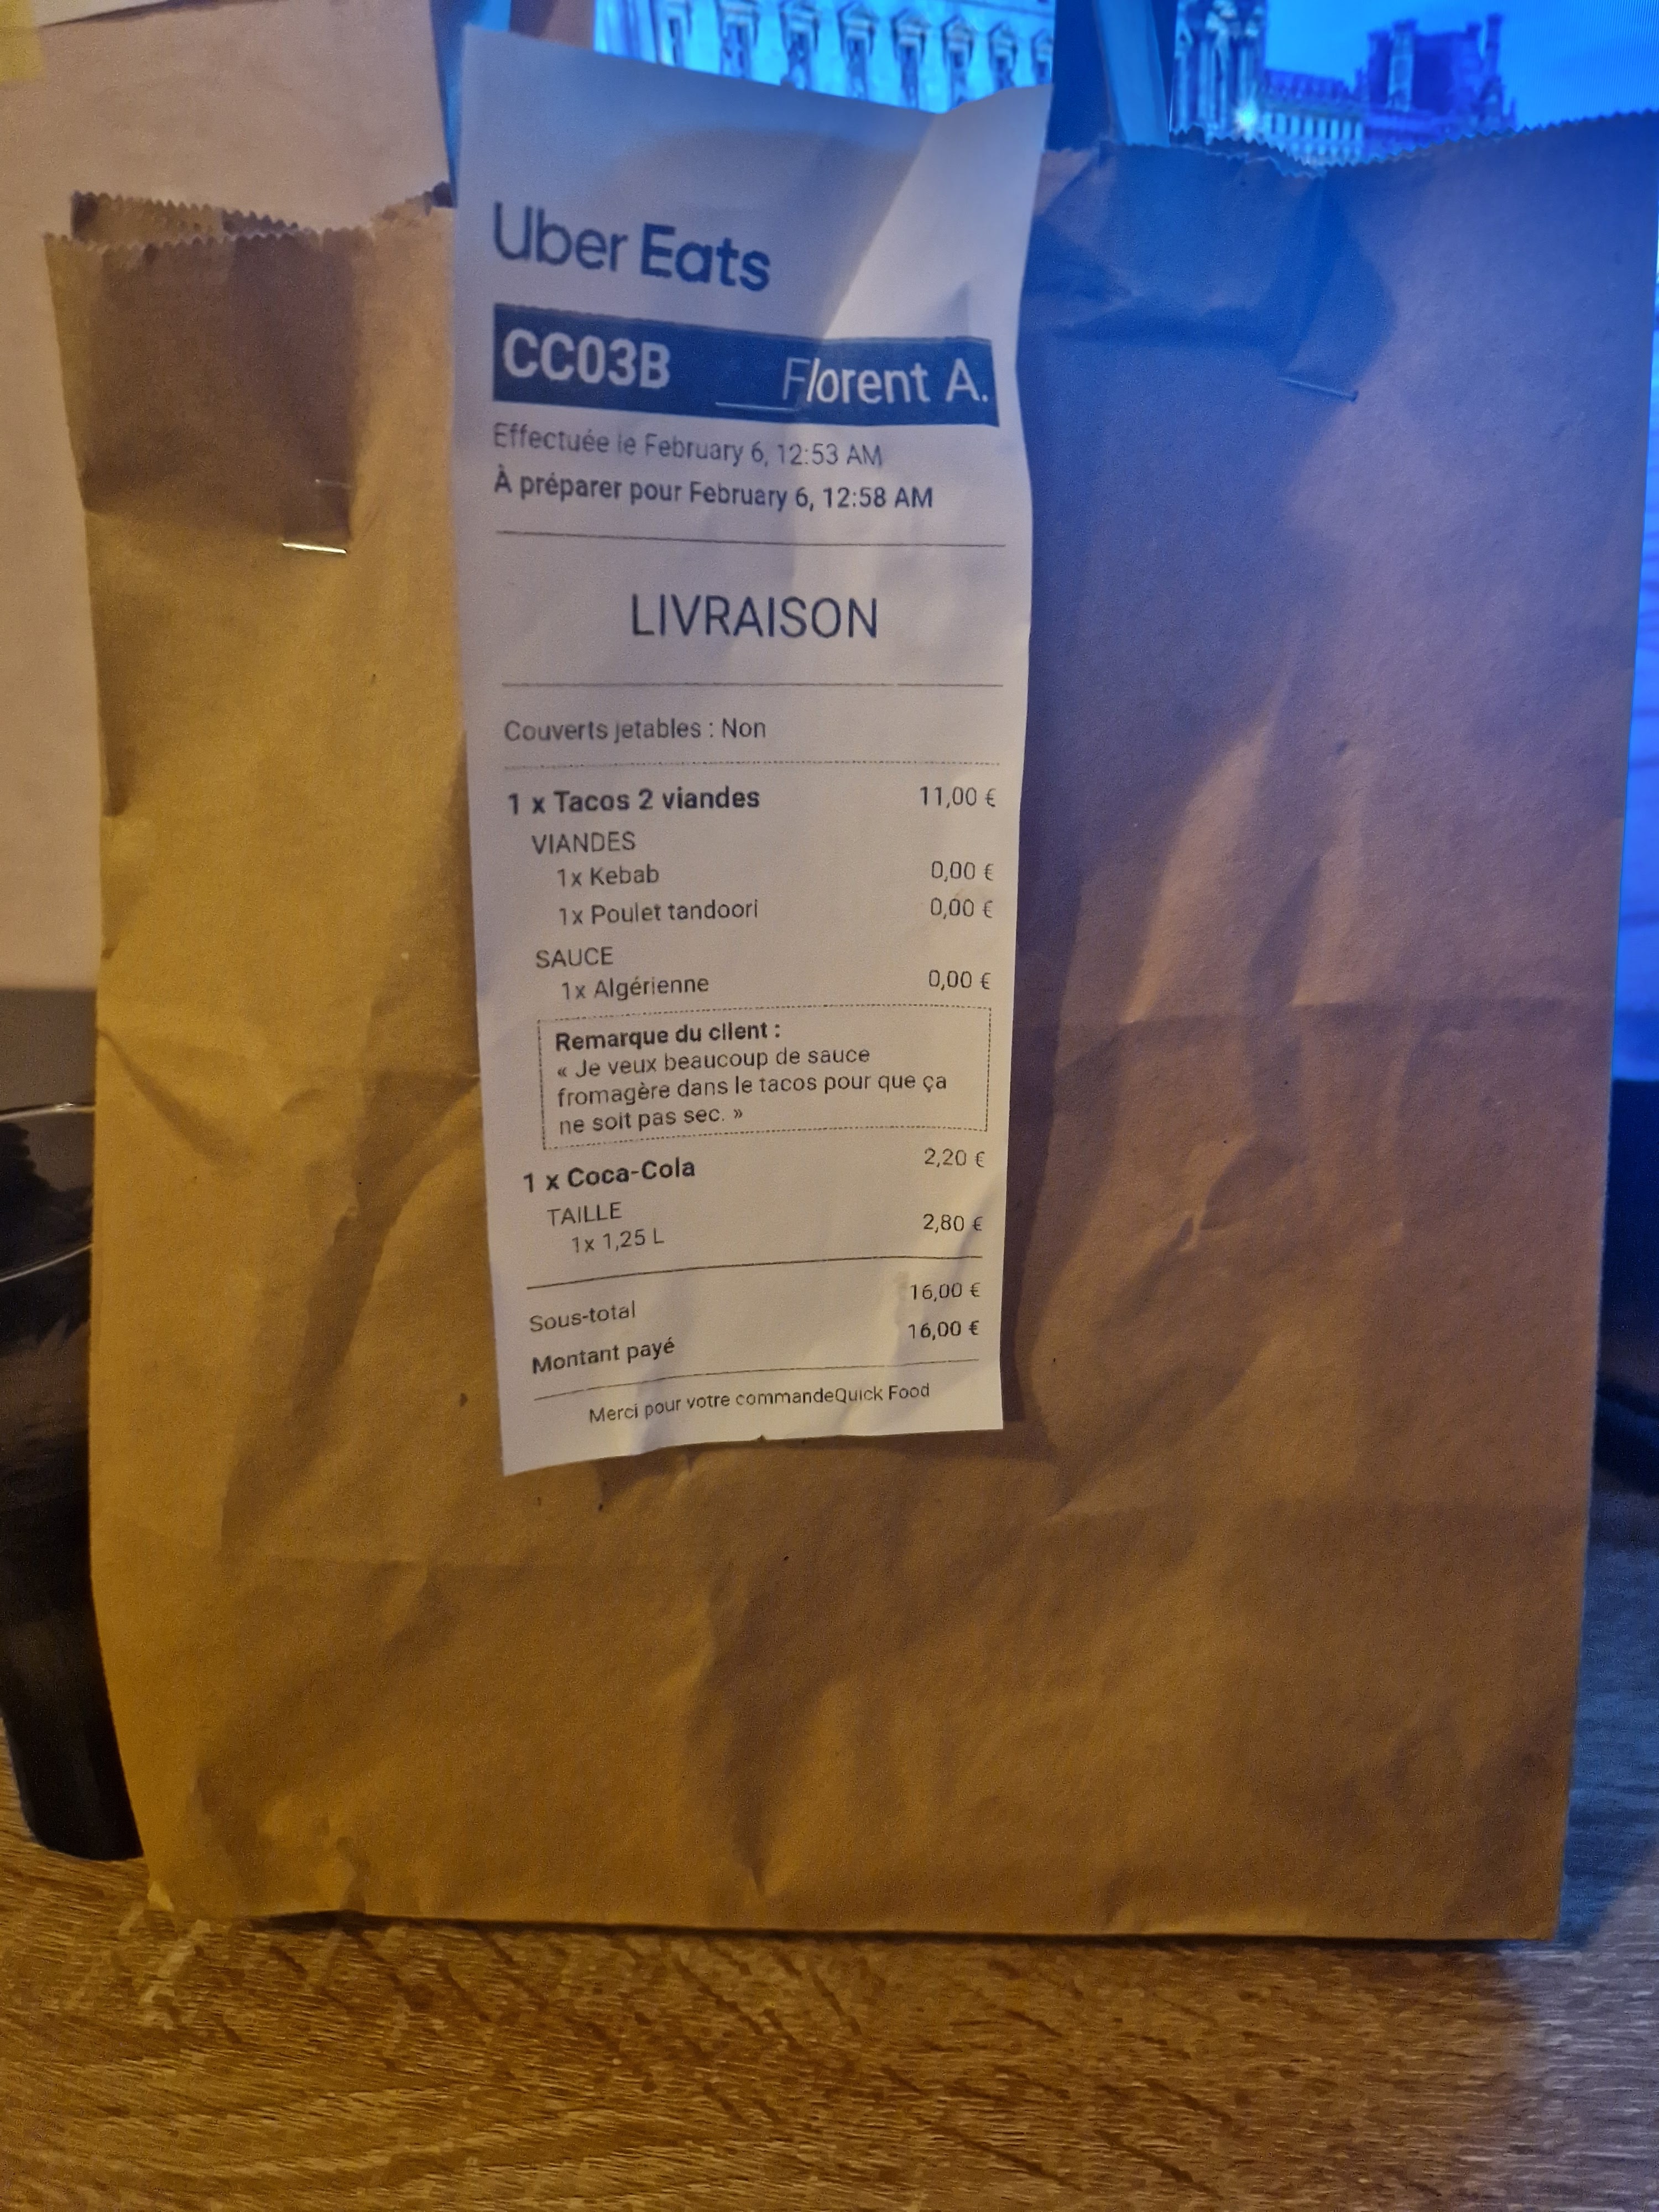 Uber Eats
CC03B Florent A.
Effectuée le February 6, 12:53 AM
À préparer pour February 6, 12:58 AM
LIVRAISON
Couverts jetables : Non
1 x Tacos 2 viandes 11,00 €
VIANDES
1x Kebab 0,00 €
1x Poulet tandoori 0,00 €
SAUCE
1x Algérienne 0,00 €
Remarque du client :
« Je veux beaucoup de sauce
fromagère dans le tacos pour que ça
ne soit pas sec. »
1 x Coca-Cola 2,20 €
TAILLE
1x 1,25 L 2,80 €
Sous-total 16,00 €
Montant payé 16,00 €
Merci pour votre commandeQuick Food